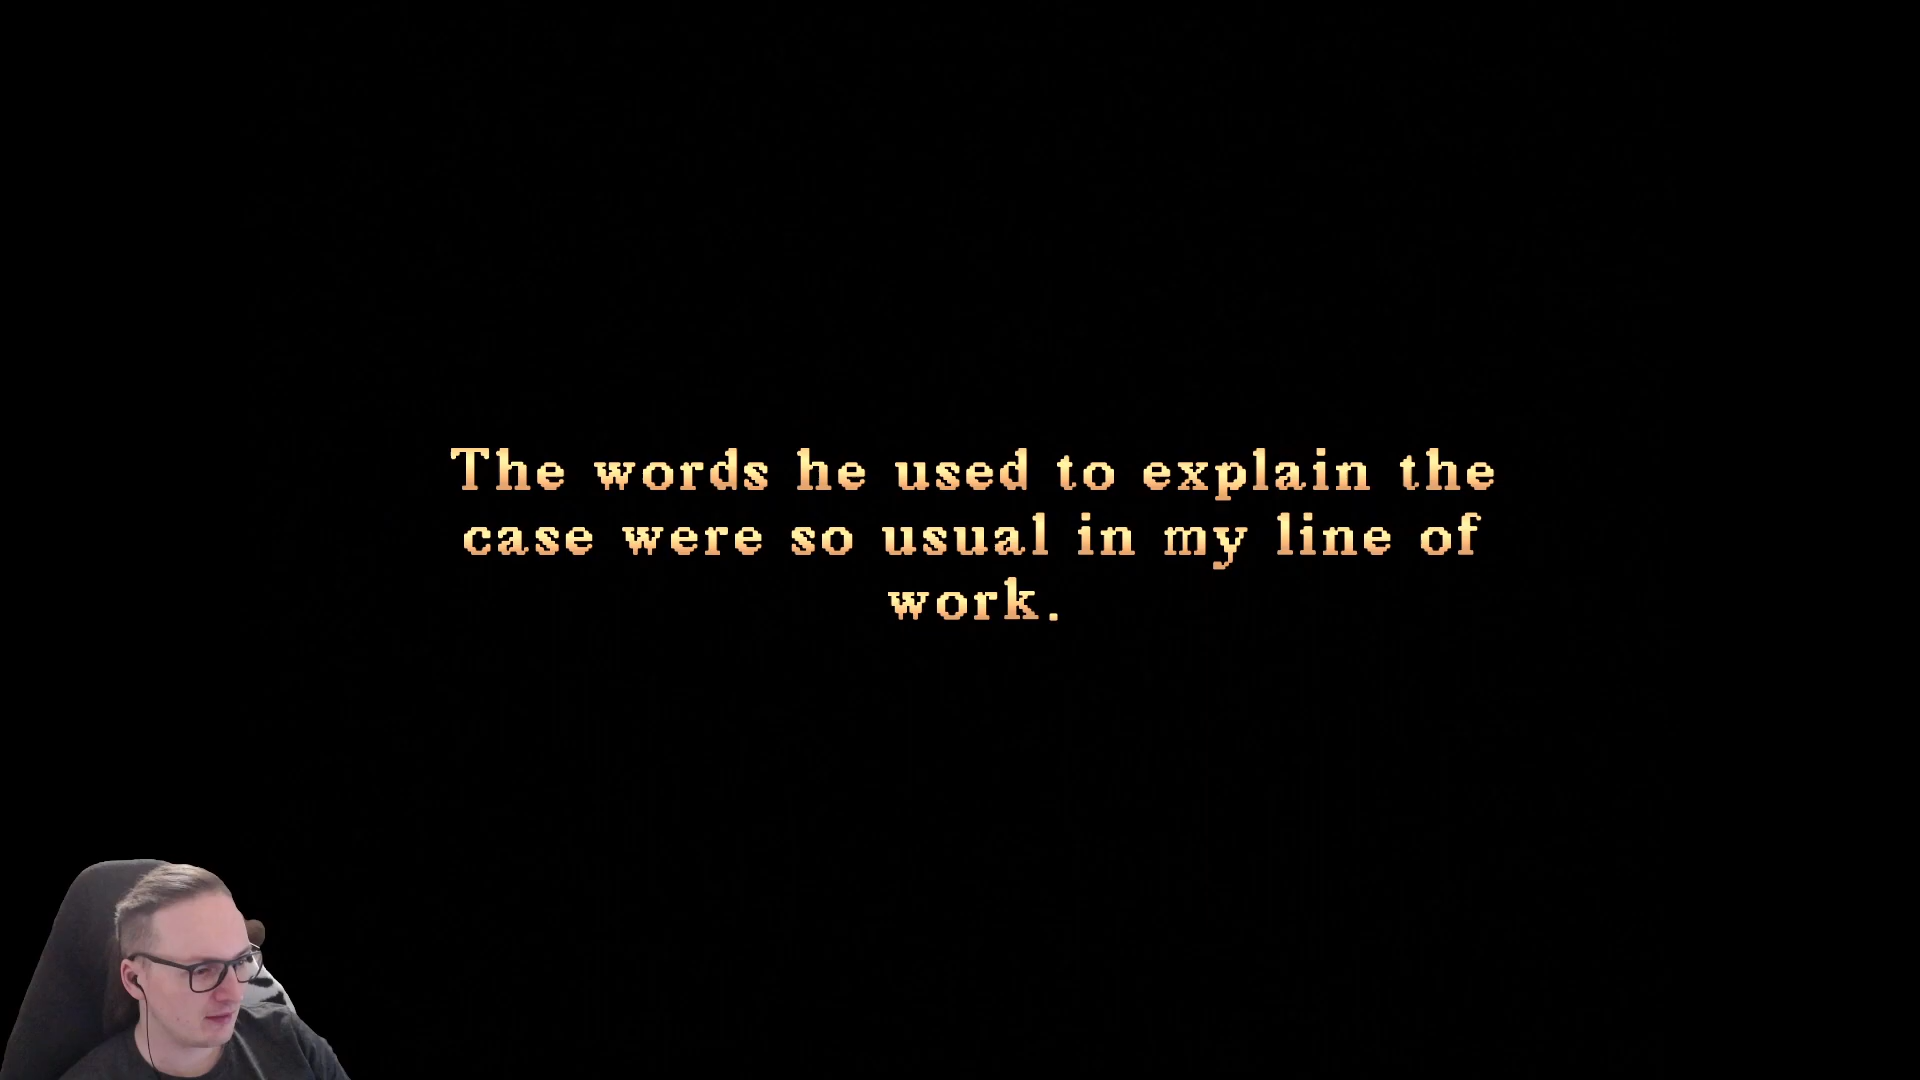 The words he used to explain the
case were so usual in my line of
work.